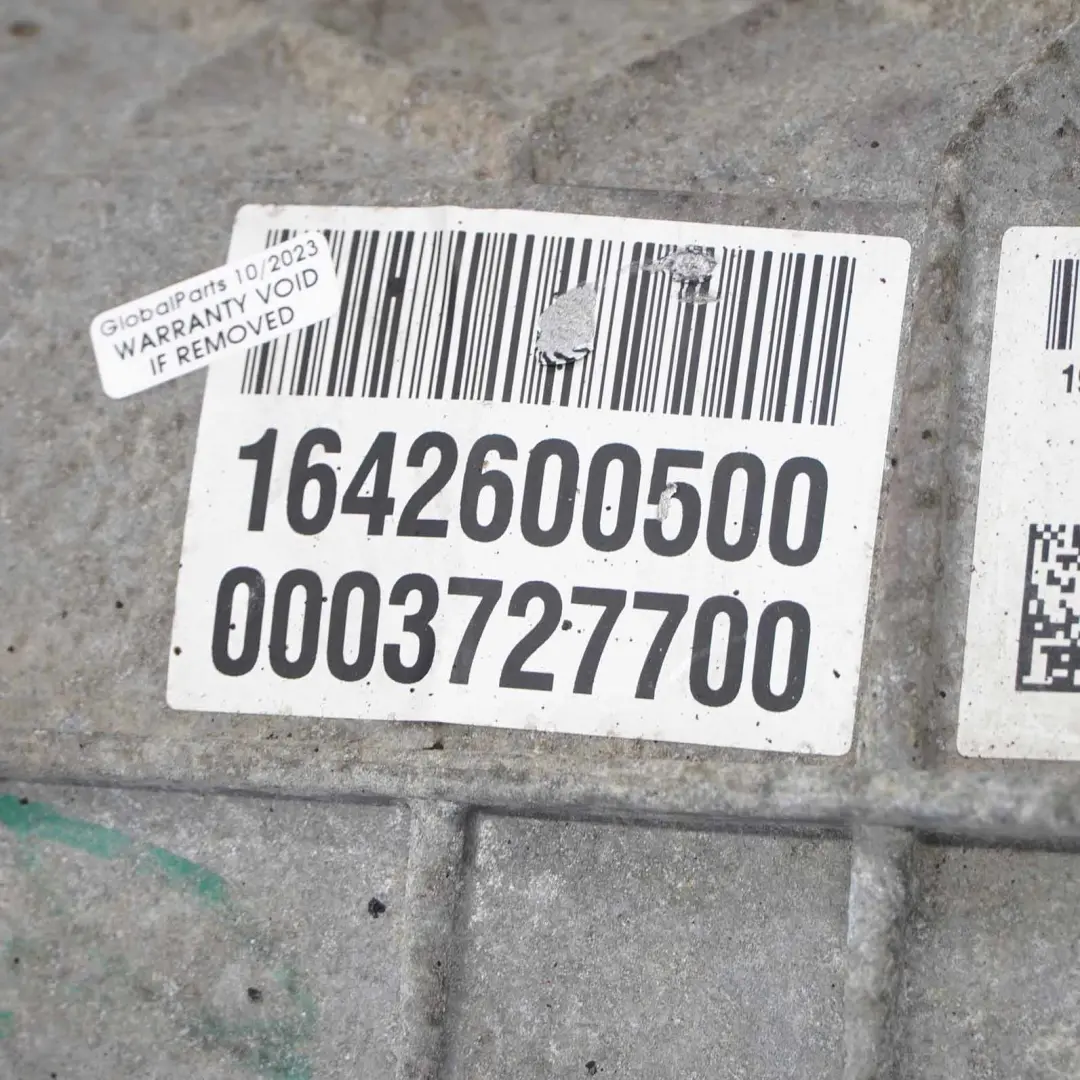 GlobalParts 10/2023
WARRANTY VOID
IF REMOVED
1642600500
0003727700